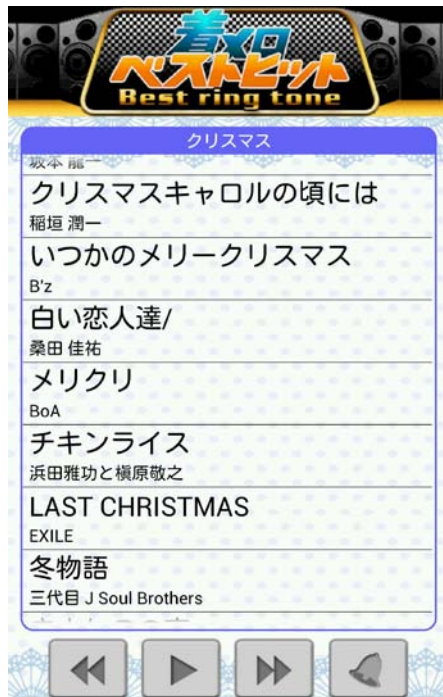 着メロ
ベストヒット
Best ring tone
クリスマス
坂本 龍一
クリスマスキャロルの頃には
稲垣 潤一
いつかのメリークリスマス
B'z
白い恋人達/
桑田 佳祐
メリクリ
BoA
チキンライス
浜田雅功と槇原敬之
LAST CHRISTMAS
EXILE
冬物語
三代目 J Soul Brothers